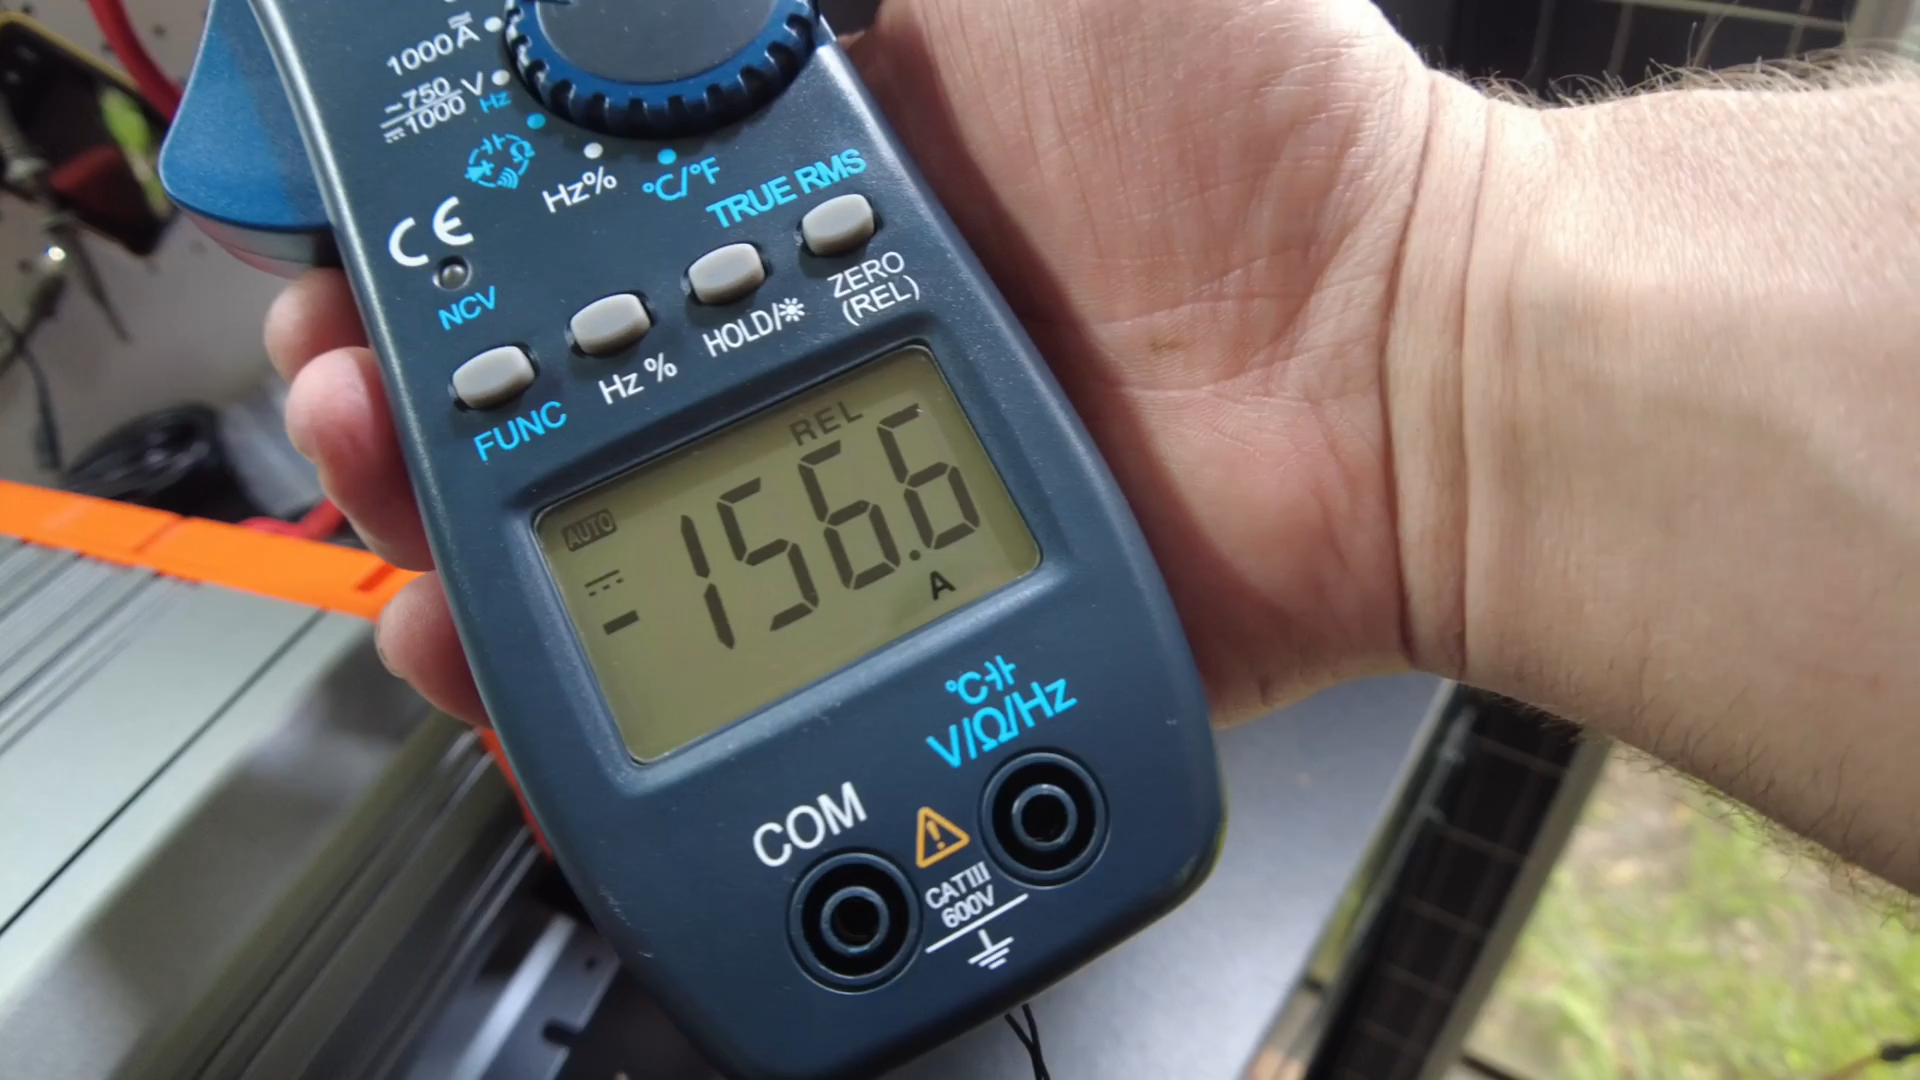 1000A
~750
⎓1000 V Hz
Hz%
°C/°F
TRUE RMS
CE
NCV
FUNC
Hz %
HOLD/☀
ZERO
(REL)
REL
AUTO
-156.6
A
°C
V/Ω/Hz
COM
CATIII
600V